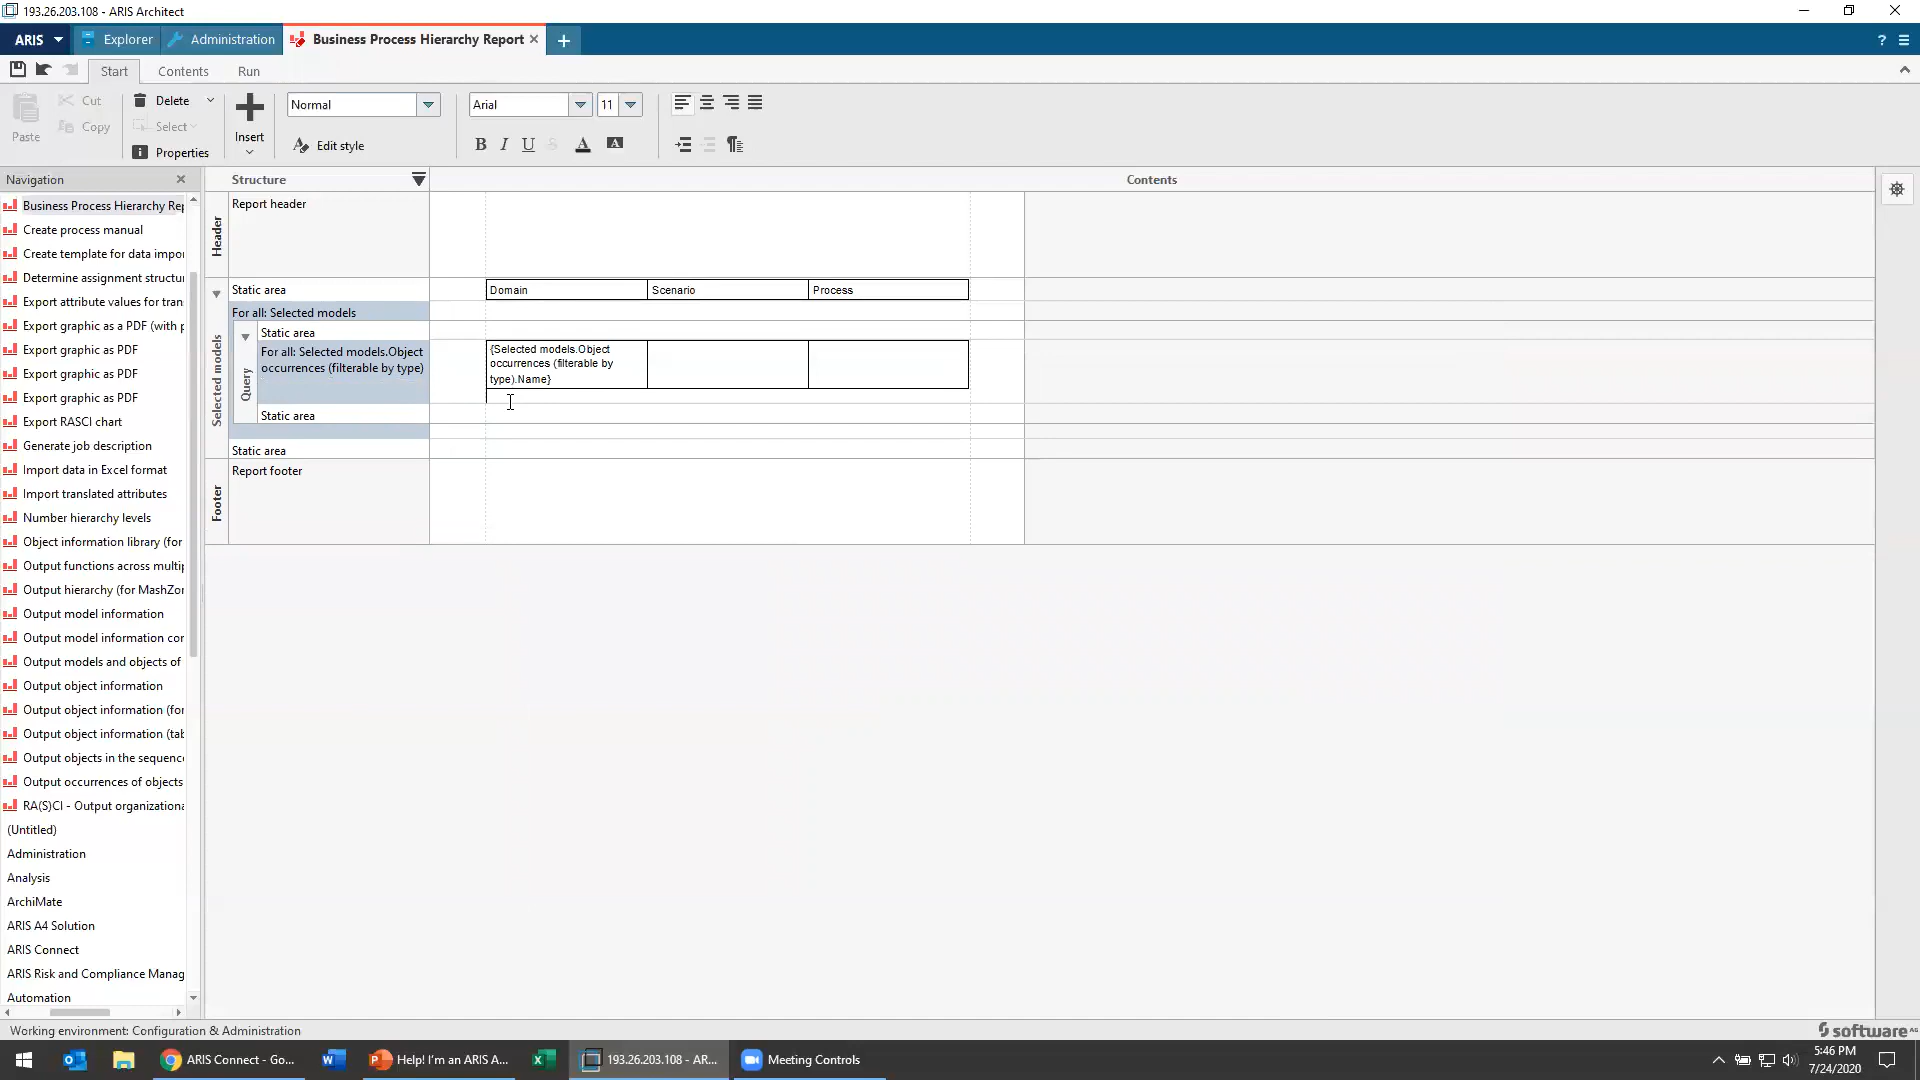 193.26.203.108 - ARIS Architect
ARIS
Explorer
Administration
Business Process Hierarchy Report
?
Start
Contents
Run
Paste
Cut
Copy
Delete
Select
Properties
Insert
Normal
Edit style
Arial
11
B I U S A A
Navigation
Structure
Contents
Business Process Hierarchy Rep
Create process manual
Create template for data impor
Determine assignment structur
Export attribute values for tran
Export graphic as a PDF (with p
Export graphic as PDF
Export graphic as PDF
Export graphic as PDF
Export RASCI chart
Generate job description
Import data in Excel format
Import translated attributes
Number hierarchy levels
Object information library (for
Output functions across multip
Output hierarchy (for MashZor
Output model information
Output model information cor
Output models and objects of
Output object information
Output object information (for
Output object information (tab
Output objects in the sequence
Output occurrences of objects
RA(S)CI - Output organizationa
(Untitled)
Administration
Analysis
ArchiMate
ARIS A4 Solution
ARIS Connect
ARIS Risk and Compliance Manag
Automation
Header
Report header
Selected models
Static area
Domain
Scenario
Process
For all: Selected models
Query
Static area
For all: Selected models.Object
occurrences (filterable by type)
{Selected models.Object
occurrences (filterable by
type).Name}
Static area
Static area
Footer
Report footer
Working environment: Configuration & Administration
software AG
ARIS Connect - Go...
Help! I'm an ARIS A...
193.26.203.108 - AR...
Meeting Controls
5:46 PM
7/24/2020